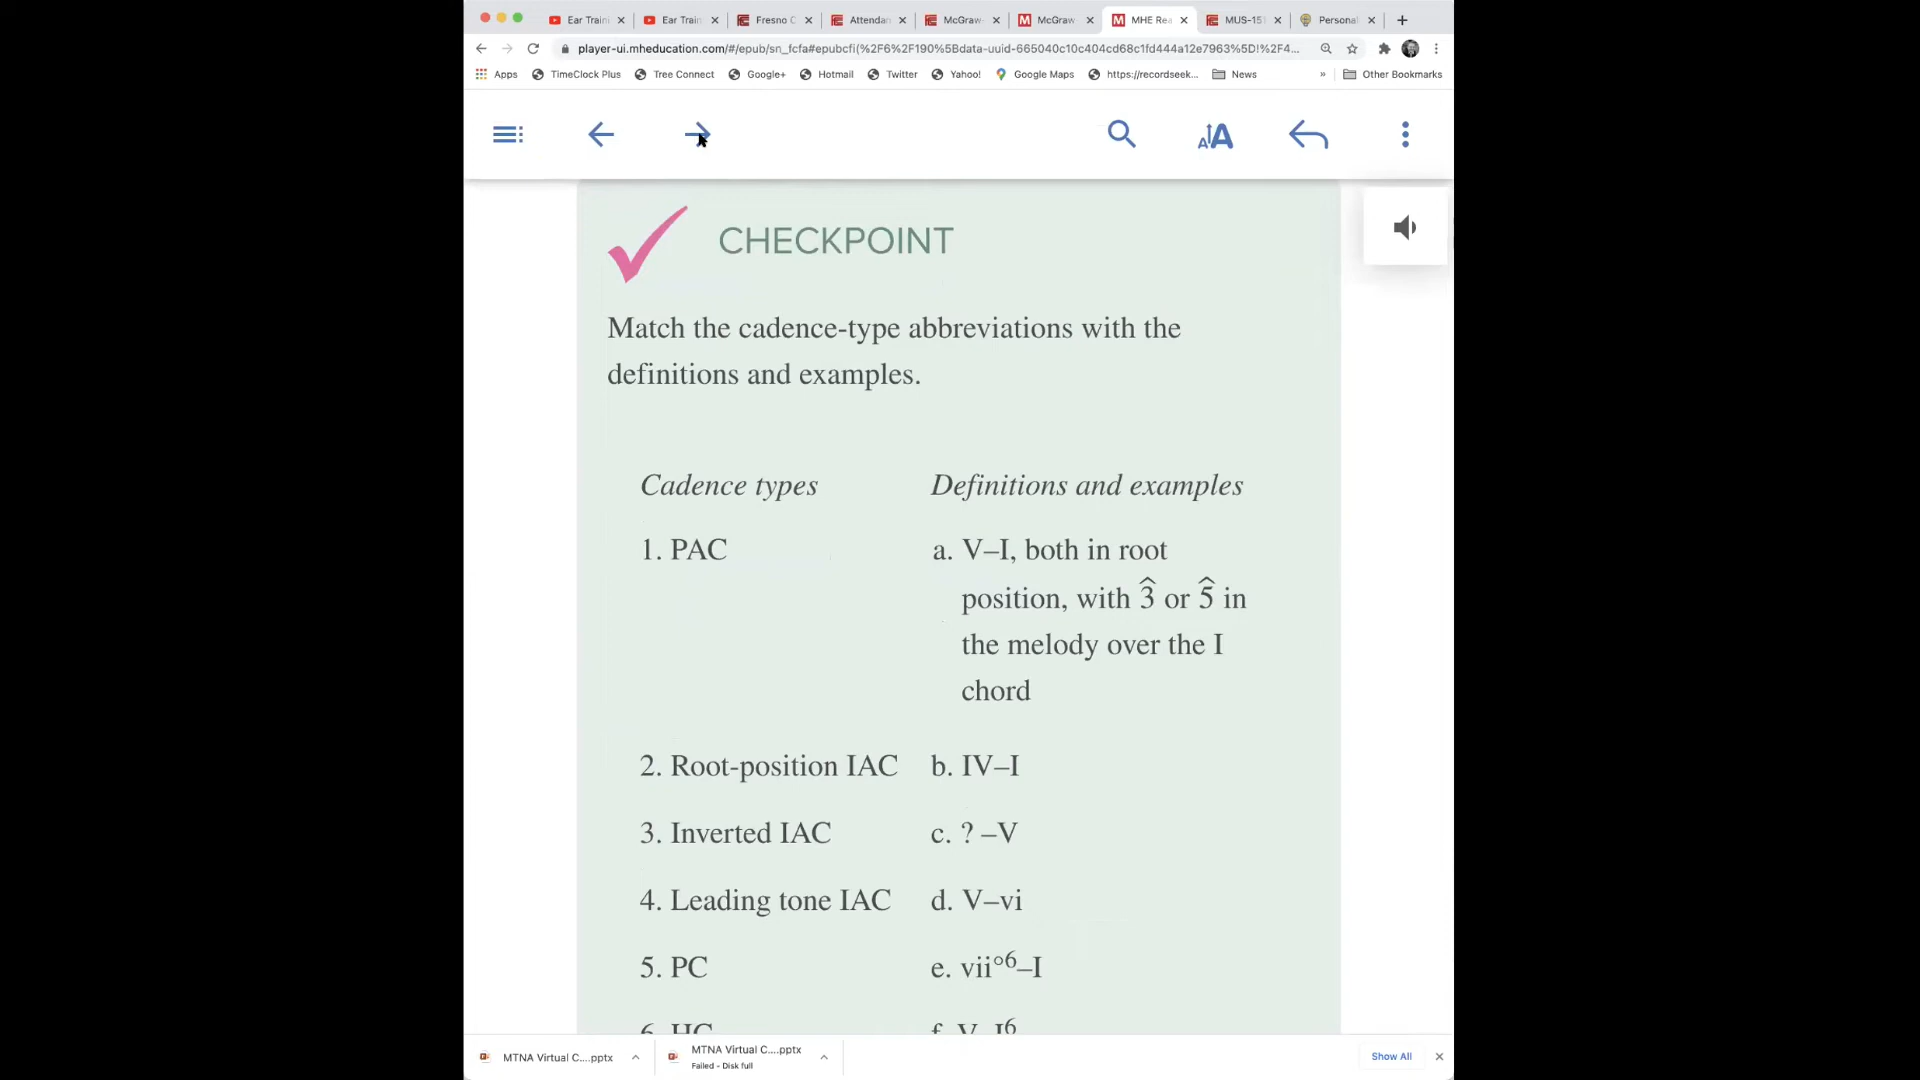 Ear Traini
Ear Train
Fresno C
Attendan
McGraw-
McGraw
MHE Rea
MUS-151
Personal
player-ui.mheducation.com/#/epub/sn_fcfa#epubcfi(%2F6%2F190%5Bdata-uuid-665040c10c404cd68c1fd444a12e7963%5D!%2F4...
Apps
TimeClock Plus
Tree Connect
Google+
Hotmail
Twitter
Yahoo!
Google Maps
https://recordseek...
News
»
Other Bookmarks
CHECKPOINT
Match the cadence-type abbreviations with the
definitions and examples.
Cadence types Definitions and examples
1. PAC a. V–I, both in root
position, with 3̂ or 5̂ in
the melody over the I
chord
2. Root-position IAC b. IV–I
3. Inverted IAC c. ? –V
4. Leading tone IAC d. V–vi
5. PC e. vii°⁶–I
6. HC f. V–I⁶
MTNA Virtual C....pptx
MTNA Virtual C....pptx
Failed - Disk full
Show All